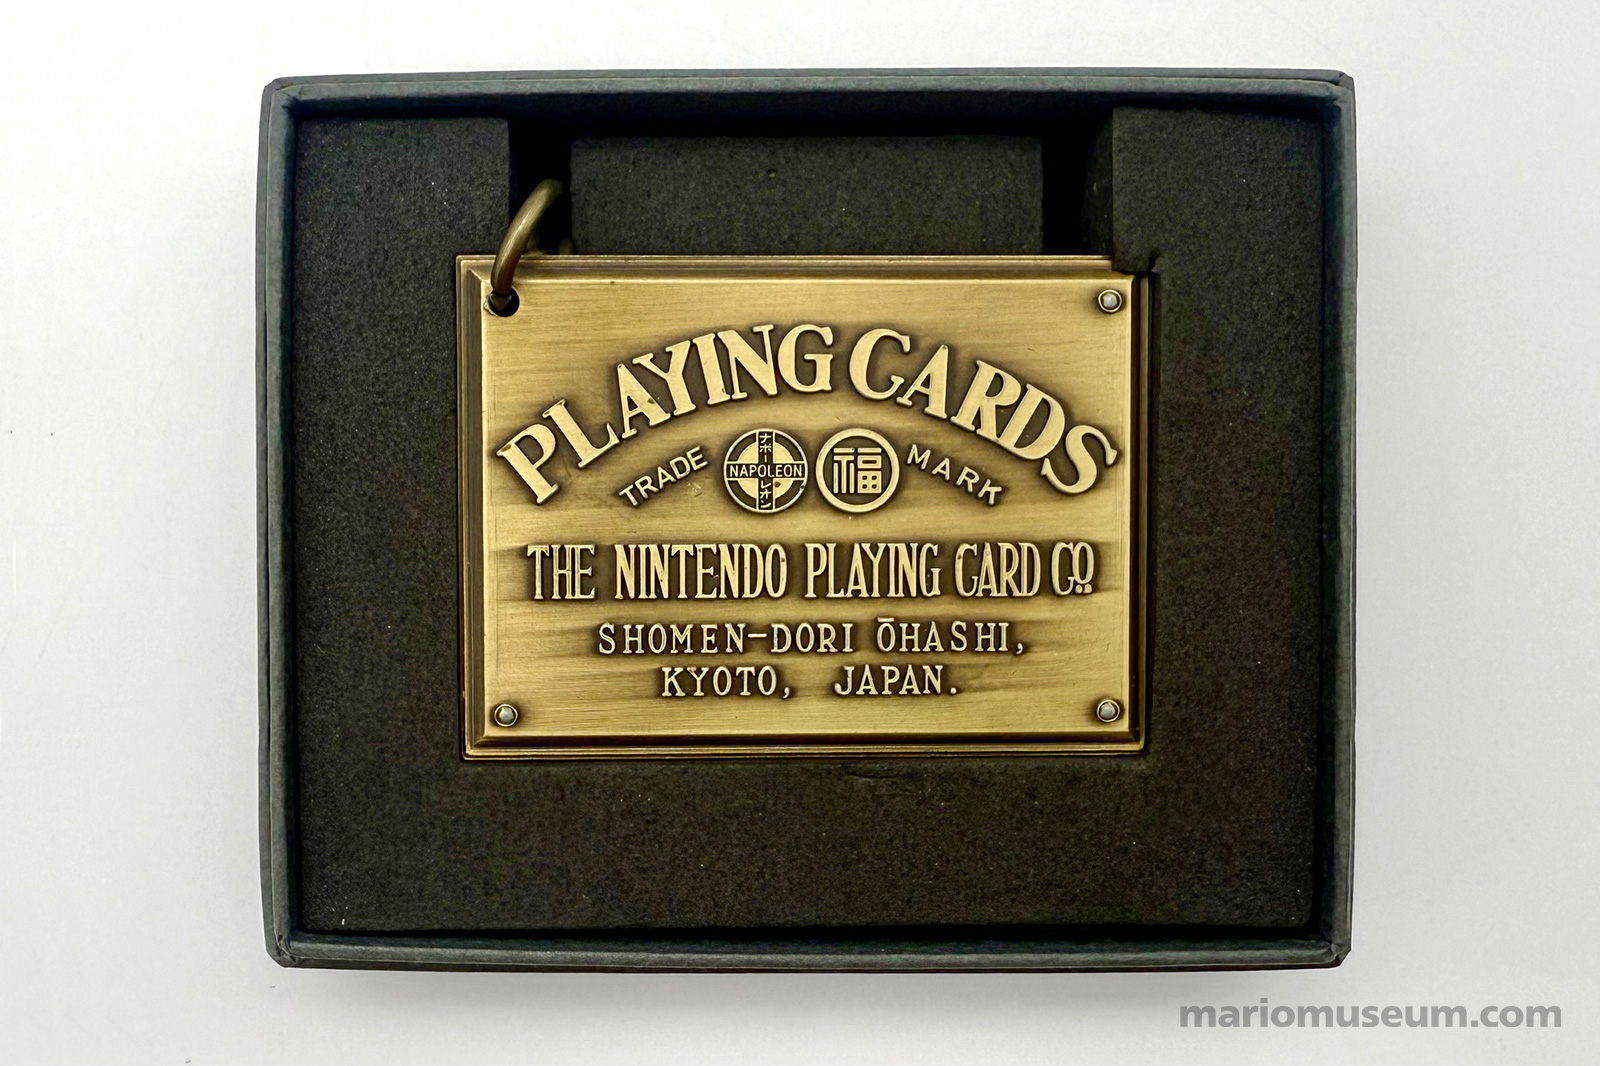 PLAYING CARDS
TRADE ナポレオン NAPOLEON 福 MARK
THE NINTENDO PLAYING CARD CO
SHOMEN-DORI ŌHASHI,
KYOTO, JAPAN.
mariomuseum.com